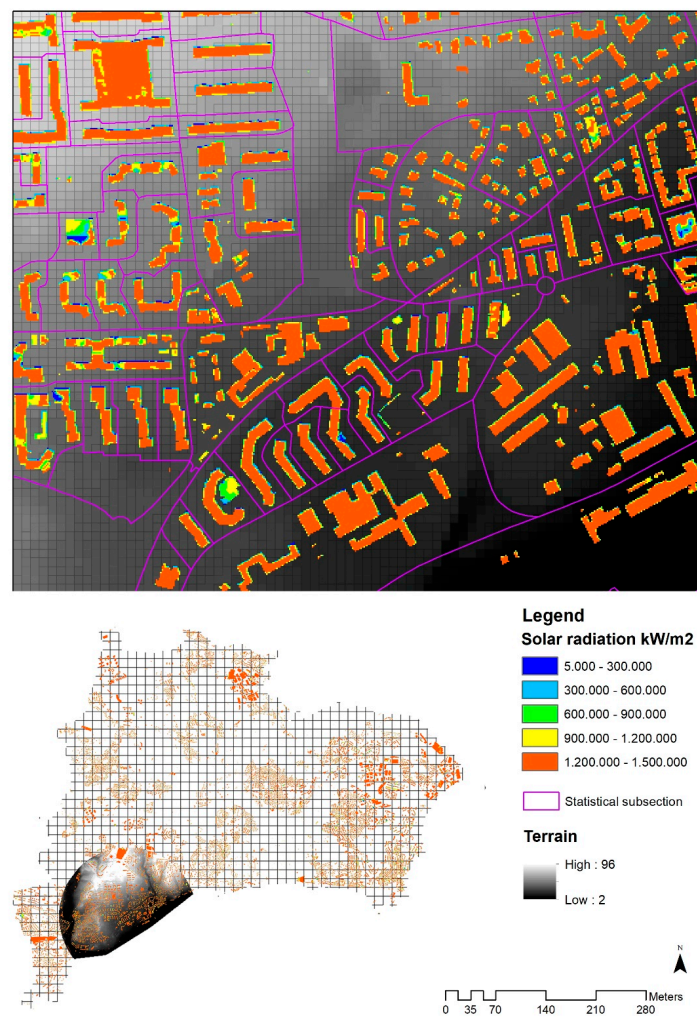 Legend
Solar radiation kW/m2
5.000 - 300.000
300.000 - 600.000
600.000 - 900.000
900.000 - 1.200.000
1.200.000 - 1.500.000
Statistical subsection
Terrain
High : 96
Low : 2
N
Meters
0 35 70 140 210 280